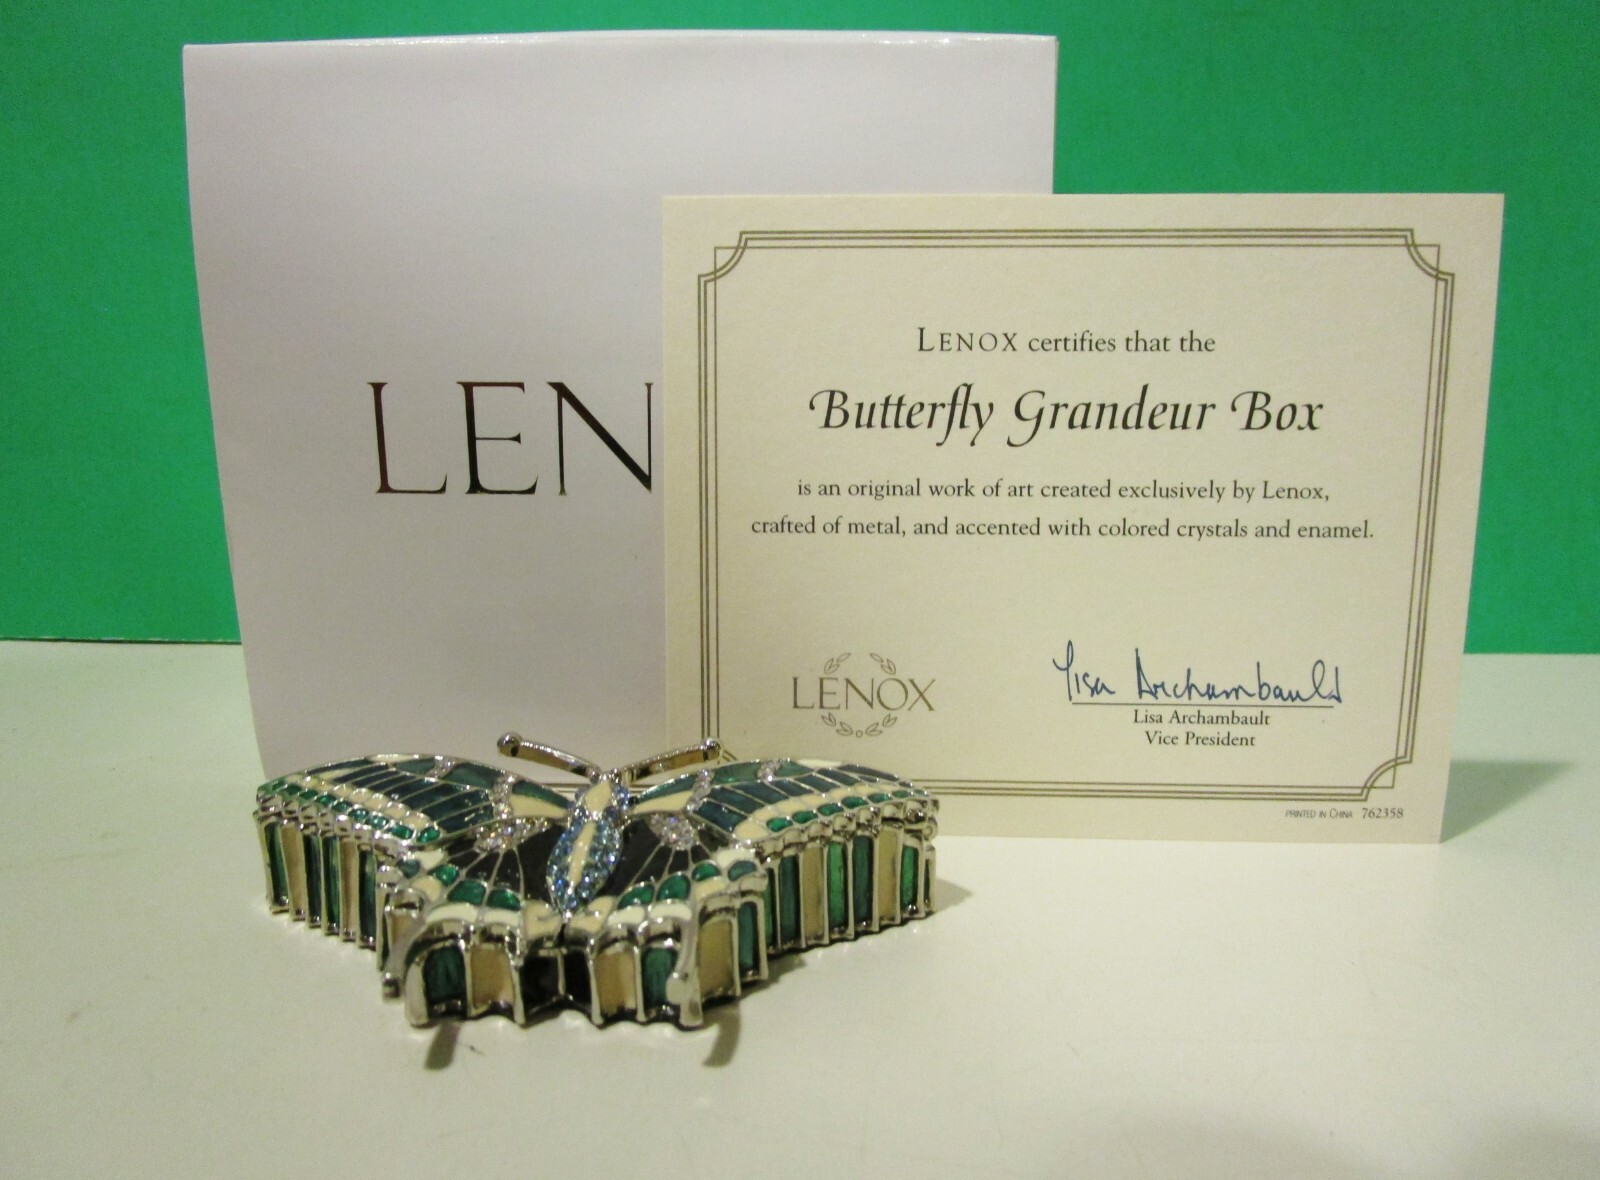 LEN
LENOX certifies that the
Butterfly Grandeur Box
is an original work of art created exclusively by Lenox,
crafted of metal, and accented with colored crystals and enamel.
LENOX
Lisa Archambault
Lisa Archambault
Vice President
PRINTED IN CHINA 762358